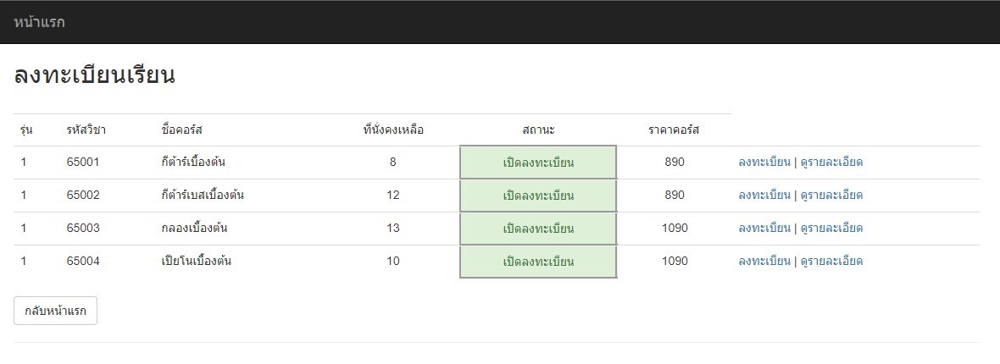 หน้าแรก
ลงทะเบียนเรียน
รุ่น รหัสวิชา ชื่อคอร์ส ที่นั่งคงเหลือ สถานะ ราคาคอร์ส
1 65001 กีต้าร์เบื้องต้น 8 เปิดลงทะเบียน 890 ลงทะเบียน | ดูรายละเอียด
1 65002 กีต้าร์เบสเบื้องต้น 12 เปิดลงทะเบียน 890 ลงทะเบียน | ดูรายละเอียด
1 65003 กลองเบื้องต้น 13 เปิดลงทะเบียน 1090 ลงทะเบียน | ดูรายละเอียด
1 65004 เปียโนเบื้องต้น 10 เปิดลงทะเบียน 1090 ลงทะเบียน | ดูรายละเอียด
กลับหน้าแรก